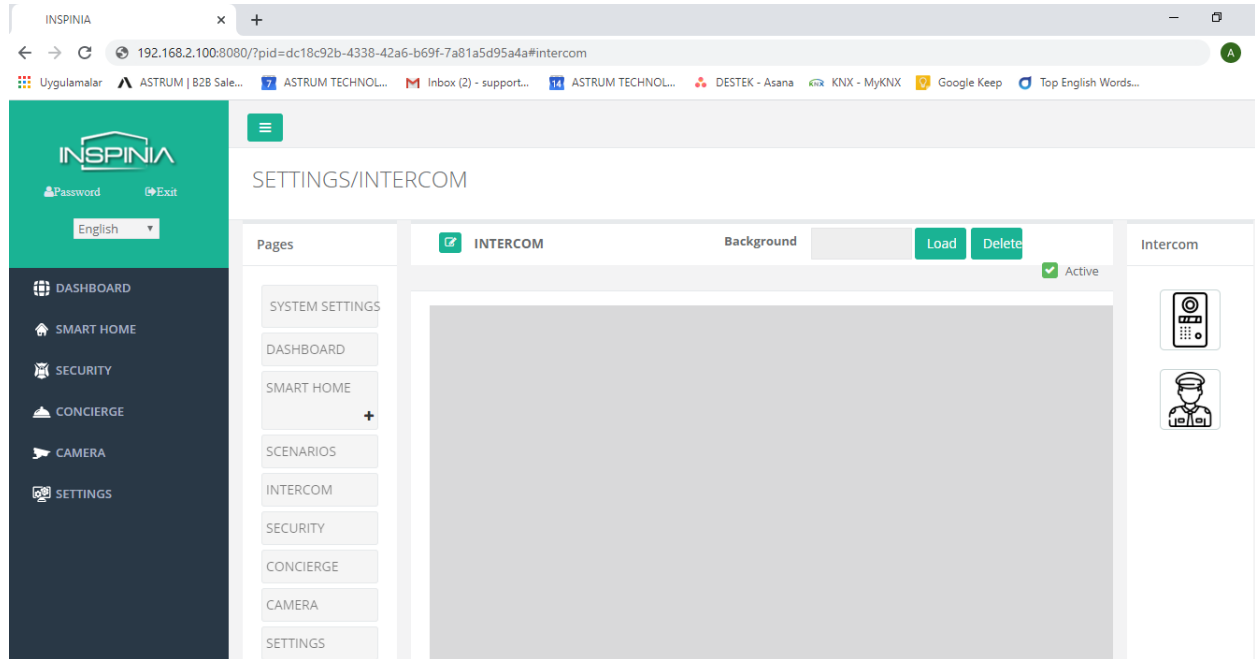 INSPINIA
192.168.2.100:8080/?pid=dc18c92b-4338-42a6-b69f-7a81a5d95a4a#intercom
A
Uygulamalar ASTRUM | B2B Sale... 7 ASTRUM TECHNOL... Inbox (2) - support... 14 ASTRUM TECHNOL... DESTEK - Asana KNX KNX - MyKNX Google Keep Top English Words...
INSPINIA
Password Exit
English
DASHBOARD
SMART HOME
SECURITY
CONCIERGE
CAMERA
SETTINGS
SETTINGS/INTERCOM
Pages
SYSTEM SETTINGS
DASHBOARD
SMART HOME
SCENARIOS
INTERCOM
SECURITY
CONCIERGE
CAMERA
SETTINGS
INTERCOM Background Load Delete
Active
Intercom